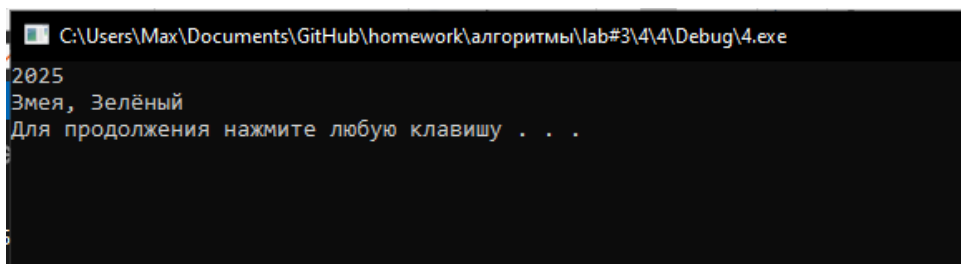 C:\Users\Max\Documents\GitHub\homework\алгоритмы\lab#3\4\4\Debug\4.exe
2025
Змея, Зелёный
Для продолжения нажмите любую клавишу . . .